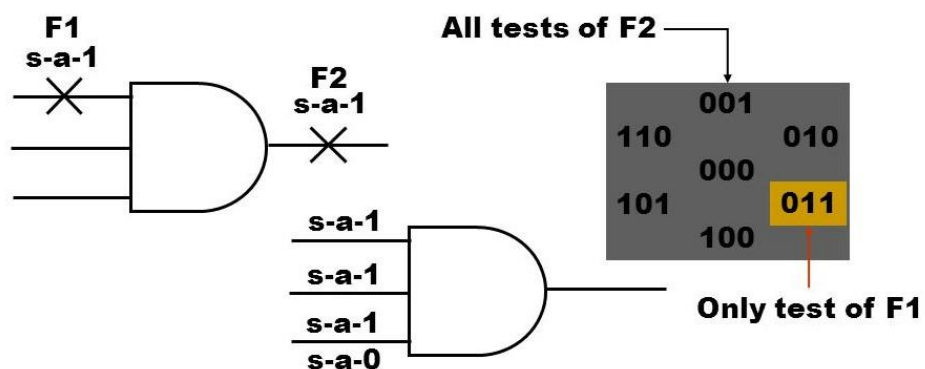 F1
s-a-1
F2
s-a-1
All tests of F2
001
110 010
000
101 011
100
Only test of F1
s-a-1
s-a-1
s-a-1
s-a-0